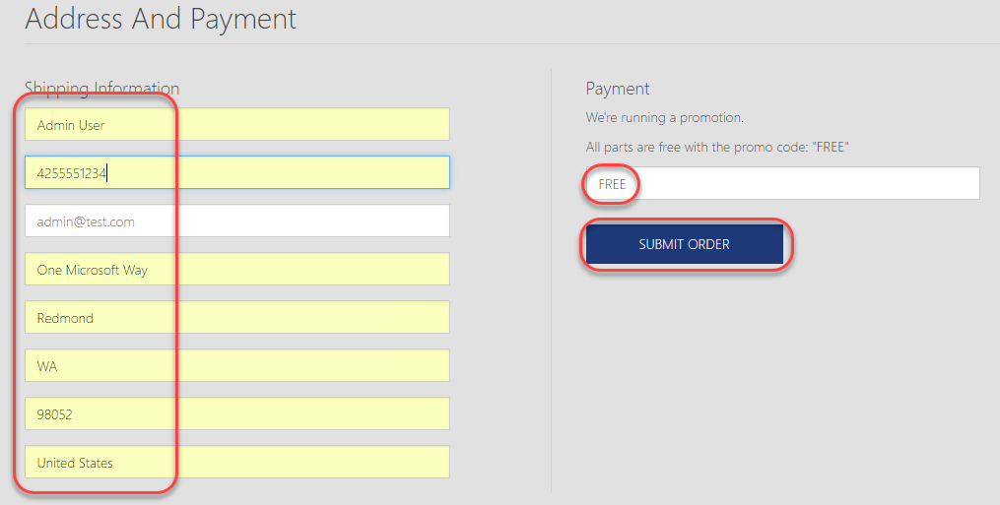 Address And Payment
Shipping Information
Admin User
4255551234
admin@test.com
One Microsoft Way
Redmond
WA
98052
United States
Payment
We're running a promotion.
All parts are free with the promo code: "FREE"
FREE
SUBMIT ORDER